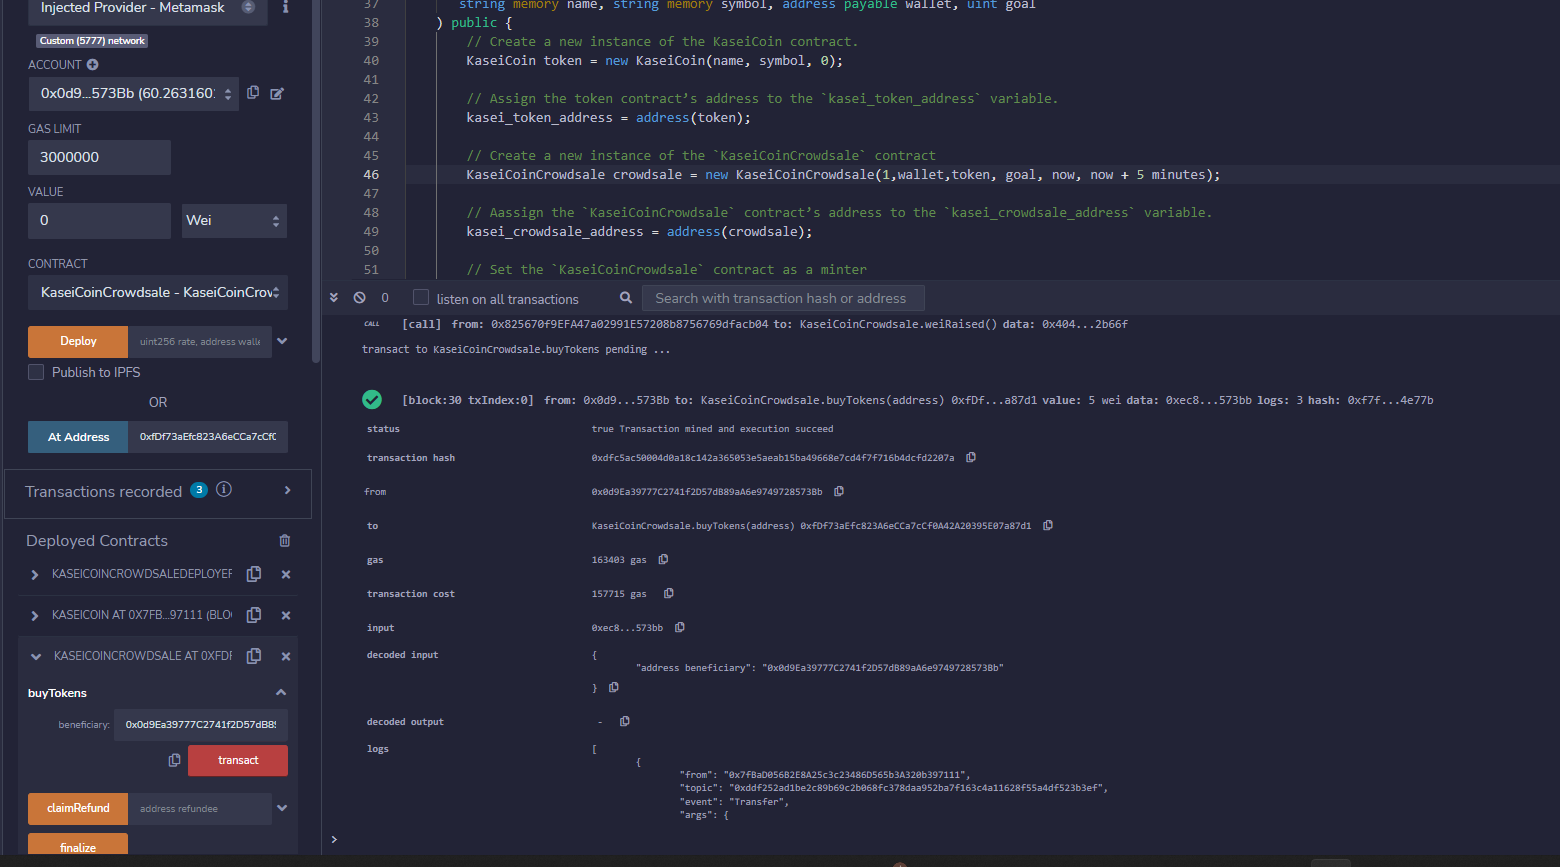 Injected Provider - Metamask
Custom (5777) network
ACCOUNT
0x0d9...573Bb (60.2631601
GAS LIMIT
3000000
VALUE
0
Wei
CONTRACT
KaseiCoinCrowdsale - KaseiCoinCrow
Deploy
uint256 rate, address walle
Publish to IPFS
OR
At Address
0xfDf73aEfc823A6eCCa7cCf0
Transactions recorded 3
Deployed Contracts
KASEICOINCROWDSALEDEPLOYER
KASEICOIN AT 0X7FB...97111 (BLO
KASEICOINCROWDSALE AT 0XFDF
buyTokens
beneficiary:
0x0d9Ea39777C2741f2D57dB89
transact
claimRefund
address refundee
finalize
37 string memory name, string memory symbol, address payable wallet, uint goal
38 ) public {
39 // Create a new instance of the KaseiCoin contract.
40 KaseiCoin token = new KaseiCoin(name, symbol, 0);
41
42 // Assign the token contract’s address to the `kasei_token_address` variable.
43 kasei_token_address = address(token);
44
45 // Create a new instance of the `KaseiCoinCrowdsale` contract
46 KaseiCoinCrowdsale crowdsale = new KaseiCoinCrowdsale(1,wallet,token, goal, now, now + 5 minutes);
47
48 // Aassign the `KaseiCoinCrowdsale` contract’s address to the `kasei_crowdsale_address` variable.
49 kasei_crowdsale_address = address(crowdsale);
50
51 // Set the `KaseiCoinCrowdsale` contract as a minter
0
listen on all transactions
Search with transaction hash or address
CALL [call] from: 0x825670f9EFA47a02991E57208b8756769dfacb04 to: KaseiCoinCrowdsale.weiRaised() data: 0x404...2b66f
transact to KaseiCoinCrowdsale.buyTokens pending ...
[block:30 txIndex:0] from: 0x0d9...573Bb to: KaseiCoinCrowdsale.buyTokens(address) 0xfDf...a87d1 value: 5 wei data: 0xec8...573bb logs: 3 hash: 0xf7f...4e77b
status true Transaction mined and execution succeed
transaction hash 0xdfc5ac50004d0a18c142a365053e5aeab15ba49668e7cd4f7f716b4dcfd2207a
from 0x0d9Ea39777C2741f2D57dB89aA6e9749728573Bb
to KaseiCoinCrowdsale.buyTokens(address) 0xfDf73aEfc823A6eCCa7cCf0A42A20395E07a87d1
gas 163403 gas
transaction cost 157715 gas
input 0xec8...573bb
decoded input {
"address beneficiary": "0x0d9Ea39777C2741f2D57dB89aA6e9749728573Bb"
}
decoded output -
logs [
{
"from": "0x7fBaD056B2E8A25c3c23486D565b3A320b397111",
"topic": "0xddf252ad1be2c89b69c2b068fc378daa952ba7f163c4a11628f55a4df523b3ef",
"event": "Transfer",
"args": {
>